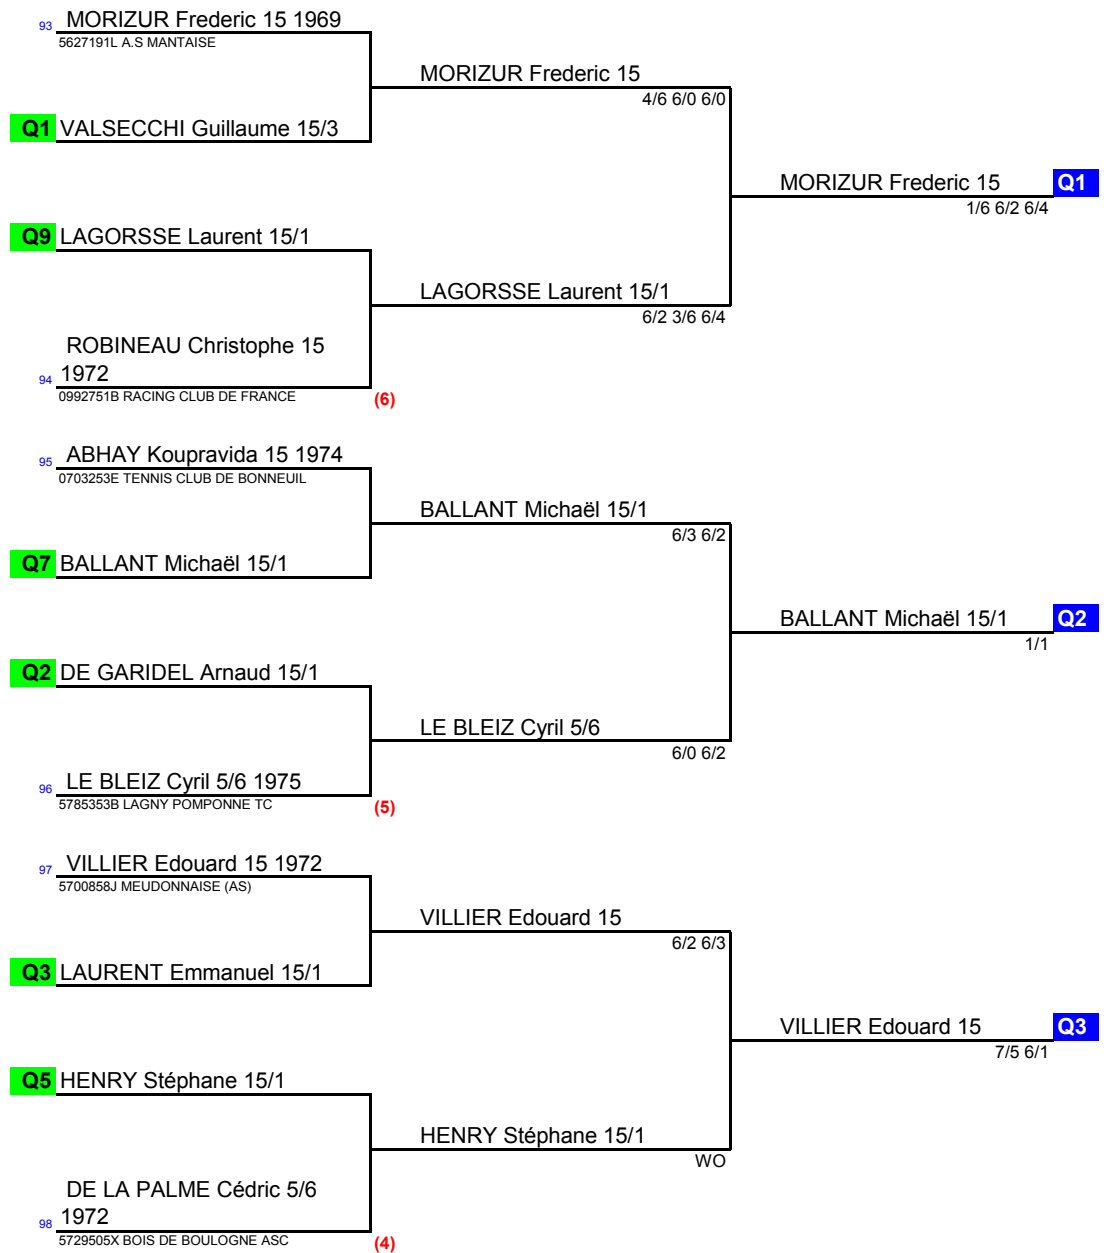 93 MORIZUR Frederic 15 1969
5627191L A.S MANTAISE
MORIZUR Frederic 15
4/6 6/0 6/0
Q1 VALSECCHI Guillaume 15/3
MORIZUR Frederic 15 Q1
1/6 6/2 6/4
Q9 LAGORSSE Laurent 15/1
LAGORSSE Laurent 15/1
6/2 3/6 6/4
ROBINEAU Christophe 15
94 1972
0992751B RACING CLUB DE FRANCE
(6)
95 ABHAY Koupravida 15 1974
0703253E TENNIS CLUB DE BONNEUIL
BALLANT Michaël 15/1
6/3 6/2
Q7 BALLANT Michaël 15/1
BALLANT Michaël 15/1 Q2
1/1
Q2 DE GARIDEL Arnaud 15/1
LE BLEIZ Cyril 5/6
6/0 6/2
96 LE BLEIZ Cyril 5/6 1975
5785353B LAGNY POMPONNE TC
(5)
97 VILLIER Edouard 15 1972
5700858J MEUDONNAISE (AS)
VILLIER Edouard 15
6/2 6/3
Q3 LAURENT Emmanuel 15/1
VILLIER Edouard 15 Q3
7/5 6/1
Q5 HENRY Stéphane 15/1
HENRY Stéphane 15/1
WO
DE LA PALME Cédric 5/6
98 1972
5729505X BOIS DE BOULOGNE ASC
(4)